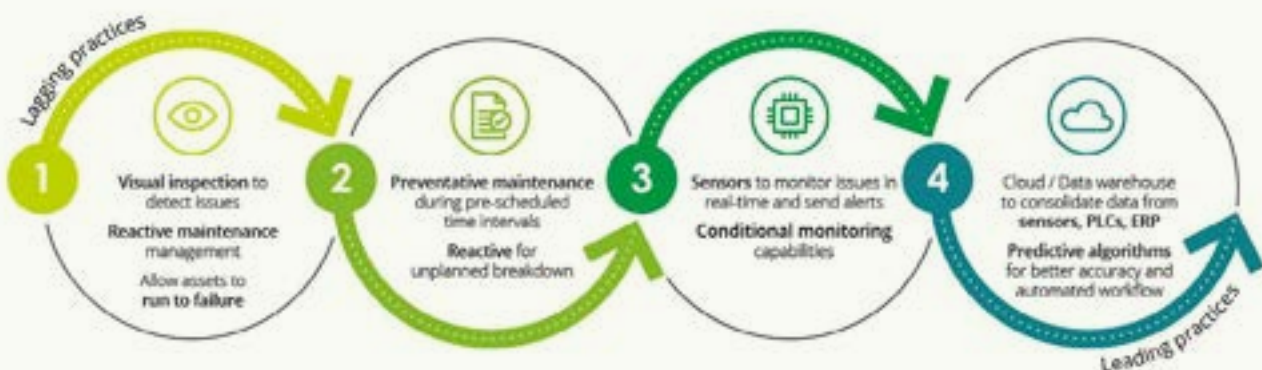 Lagging practices
1
Visual inspection to
detect issues
Reactive maintenance
management
Allow assets to
run to failure
2
Preventative maintenance
during pre-scheduled
time intervals
Reactive for
unplanned breakdown
3
Sensors to monitor issues in
real-time and send alerts
Conditional monitoring
capabilities
4
Cloud / Data warehouse
to consolidate data from
sensors, PLCs, ERP
Predictive algorithms
for better accuracy and
automated workflow
Leading practices